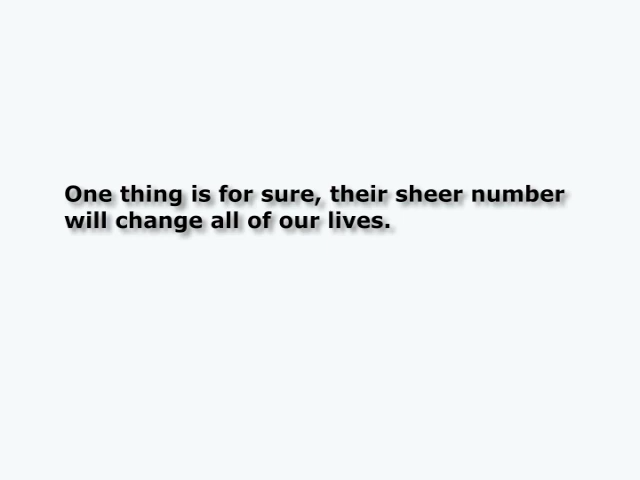 One thing is for sure, their sheer number
will change all of our lives.